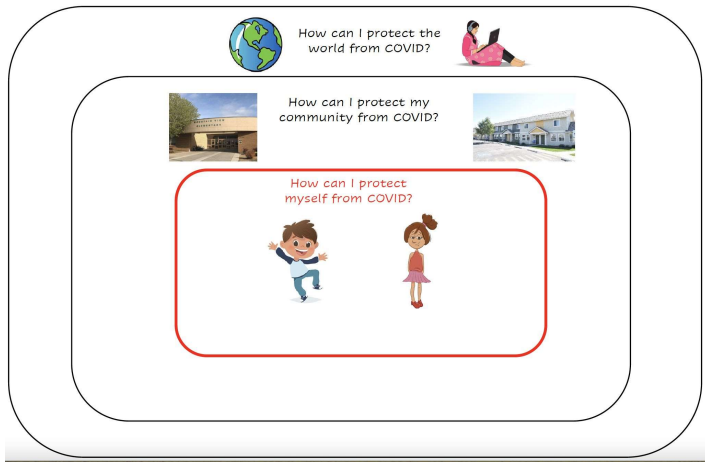 How can I protect the
world from COVID?
How can I protect my
community from COVID?
ELEMENTARY
How can I protect
myself from COVID?